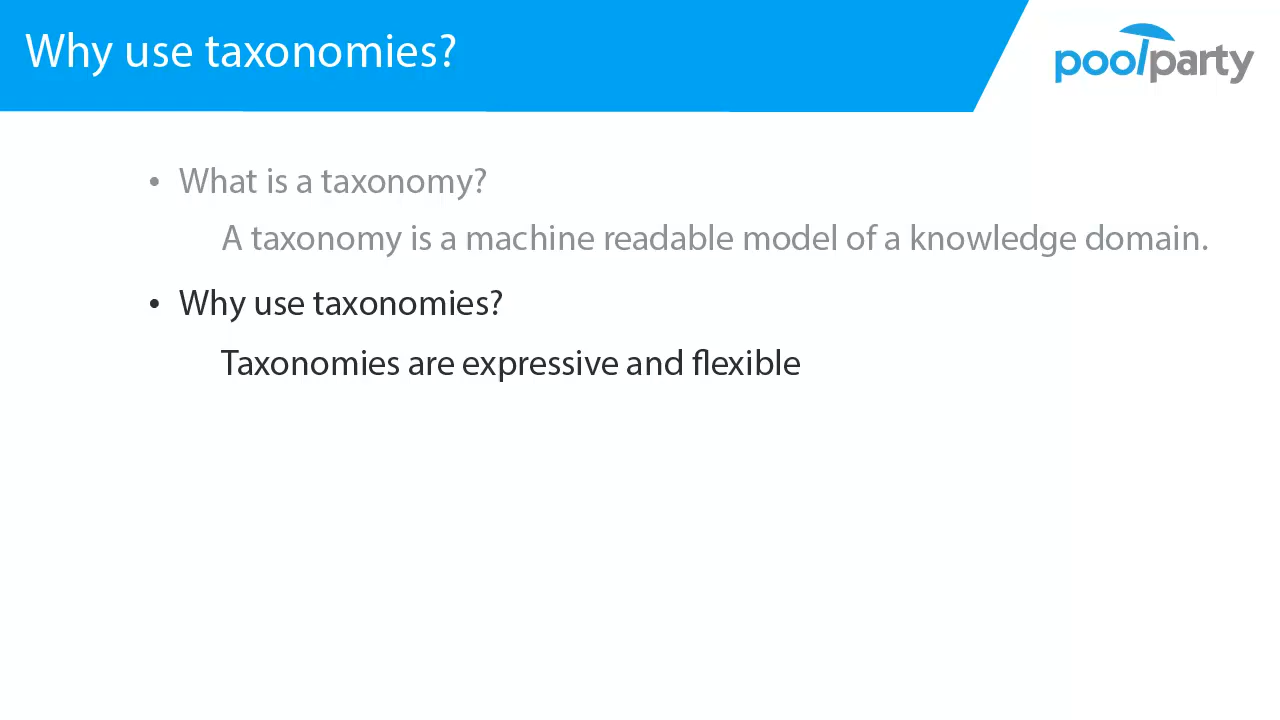 Why use taxonomies?
poolparty
• What is a taxonomy?
A taxonomy is a machine readable model of a knowledge domain.
• Why use taxonomies?
Taxonomies are expressive and flexible